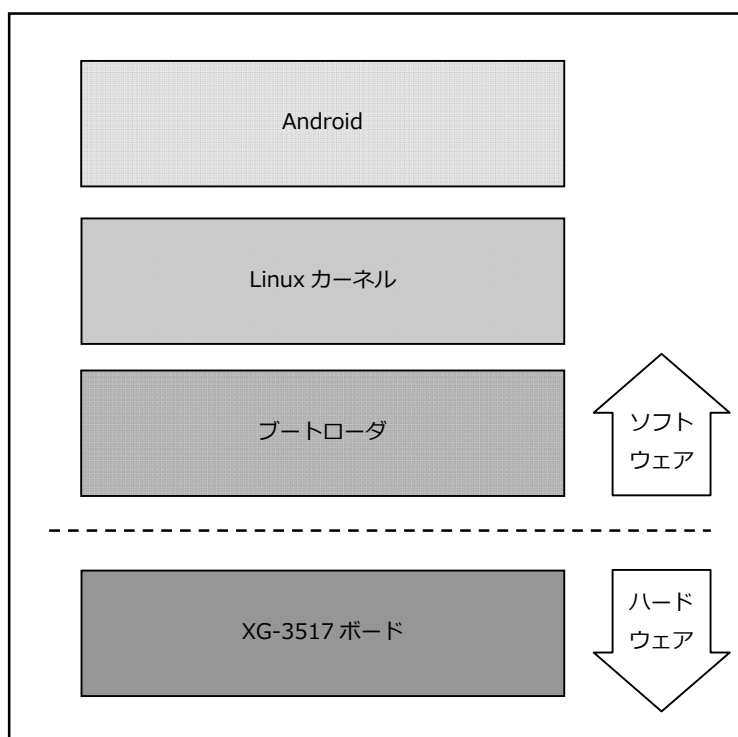 Android
Linux カーネル
ブートローダ
ソフト
ウェア
XG-3517 ボード
ハード
ウェア